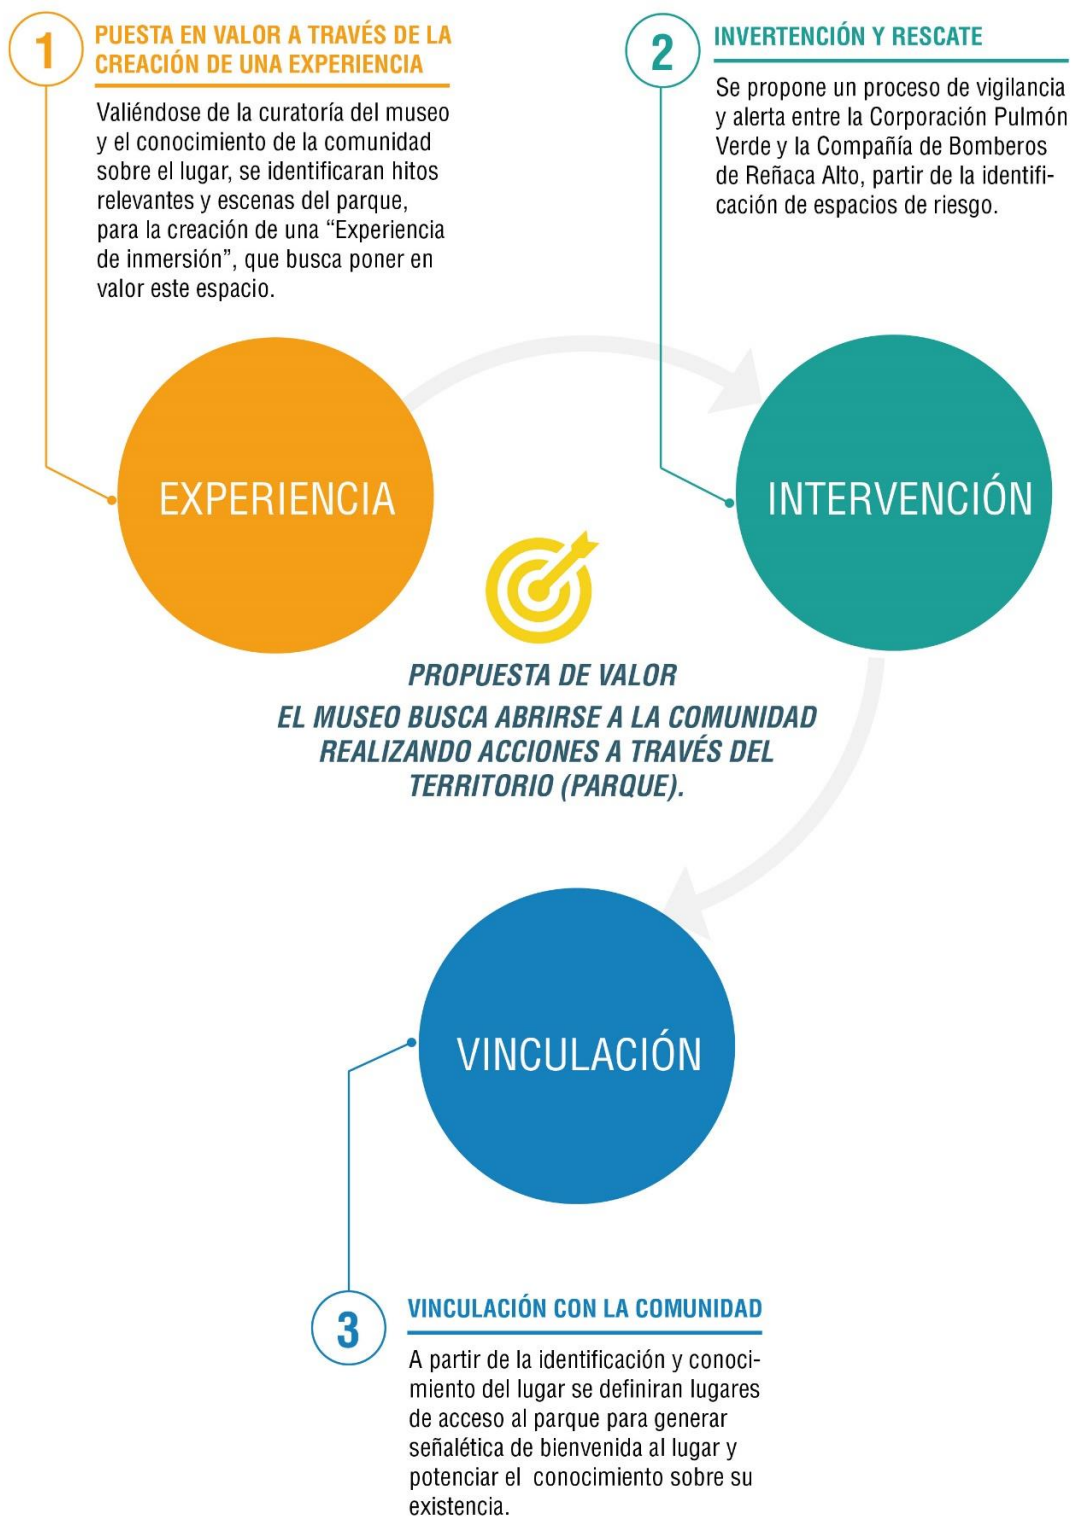 1
PUESTA EN VALOR A TRAVÉS DE LA
CREACIÓN DE UNA EXPERIENCIA
Valiéndose de la curatoría del museo
y el conocimiento de la comunidad
sobre el lugar, se identificaran hitos
relevantes y escenas del parque,
para la creación de una “Experiencia
de inmersión”, que busca poner en
valor este espacio.
2
INVERTENCIÓN Y RESCATE
Se propone un proceso de vigilancia
y alerta entre la Corporación Pulmón
Verde y la Compañía de Bomberos
de Reñaca Alto, partir de la identifi-
cación de espacios de riesgo.
EXPERIENCIA
INTERVENCIÓN
PROPUESTA DE VALOR
EL MUSEO BUSCA ABRIRSE A LA COMUNIDAD
REALIZANDO ACCIONES A TRAVÉS DEL
TERRITORIO (PARQUE).
VINCULACIÓN
3
VINCULACIÓN CON LA COMUNIDAD
A partir de la identificación y conoci-
miento del lugar se definiran lugares
de acceso al parque para generar
señalética de bienvenida al lugar y
potenciar el conocimiento sobre su
existencia.